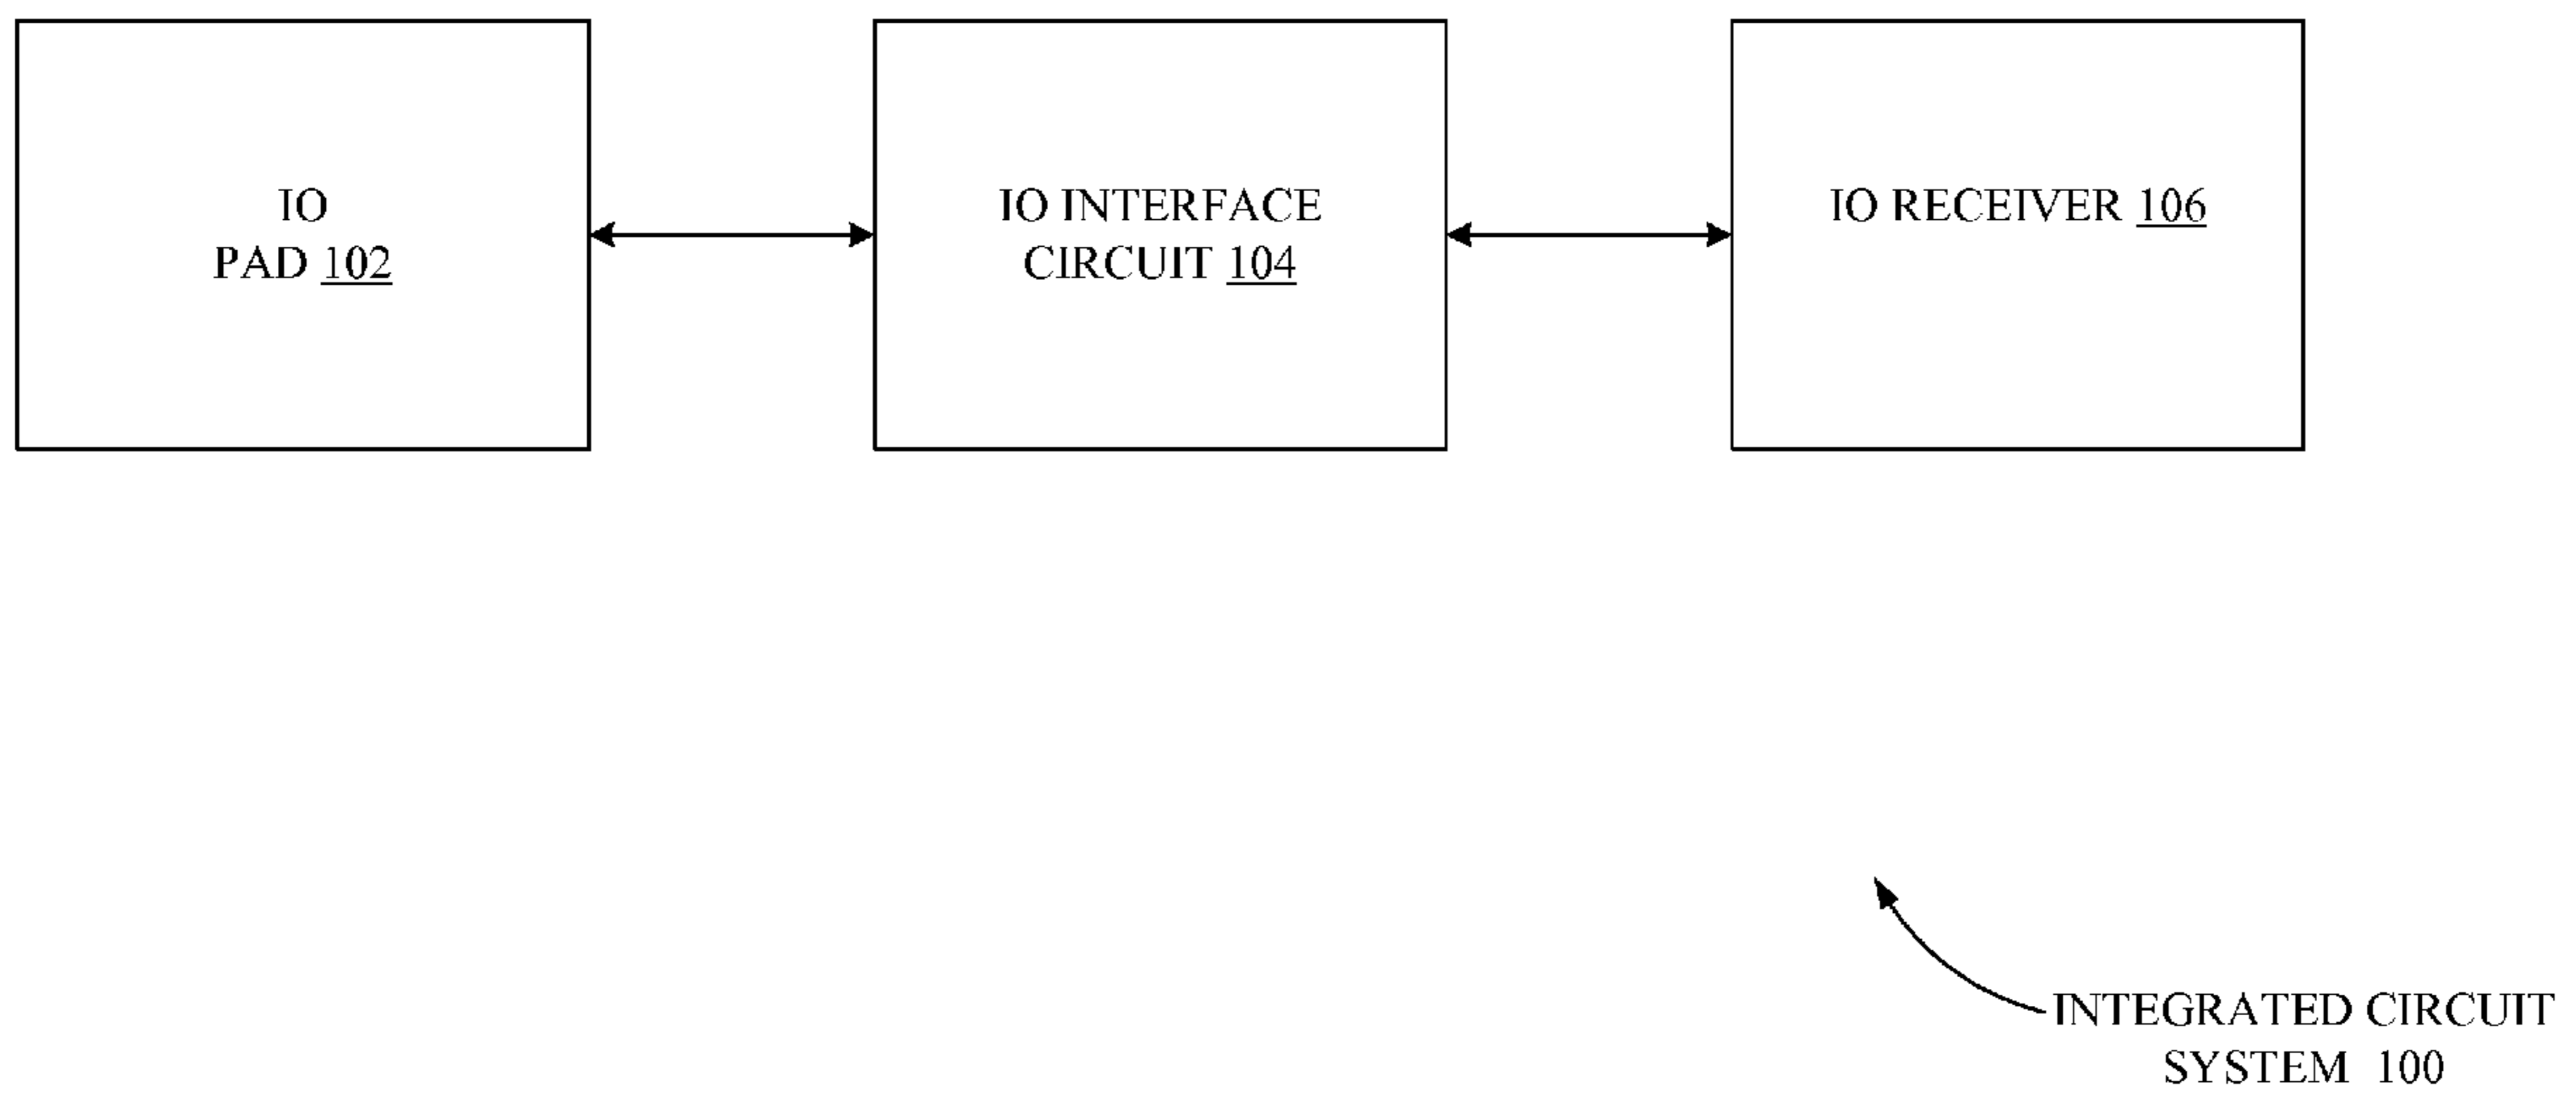 IO
PAD 102
IO INTERFACE
CIRCUIT 104
IO RECEIVER 106
INTEGRATED CIRCUIT
SYSTEM 100